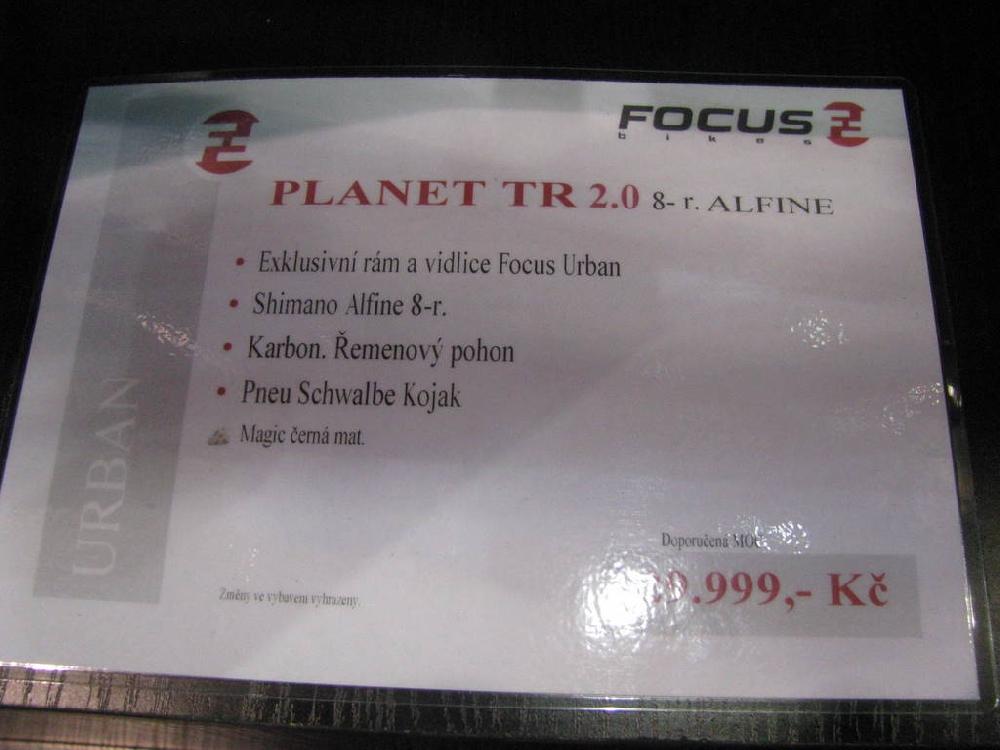 FOCUS
bikes
PLANET TR 2.0 8- r. ALFINE
Exklusivní rám a vidlice Focus Urban
Shimano Alfine 8-r.
Karbon. Řemenový pohon
Pneu Schwalbe Kojak
Magic černá mat.
URBAN
Doporučená MOC
Změny ve vybavení vyhrazeny.
Kč